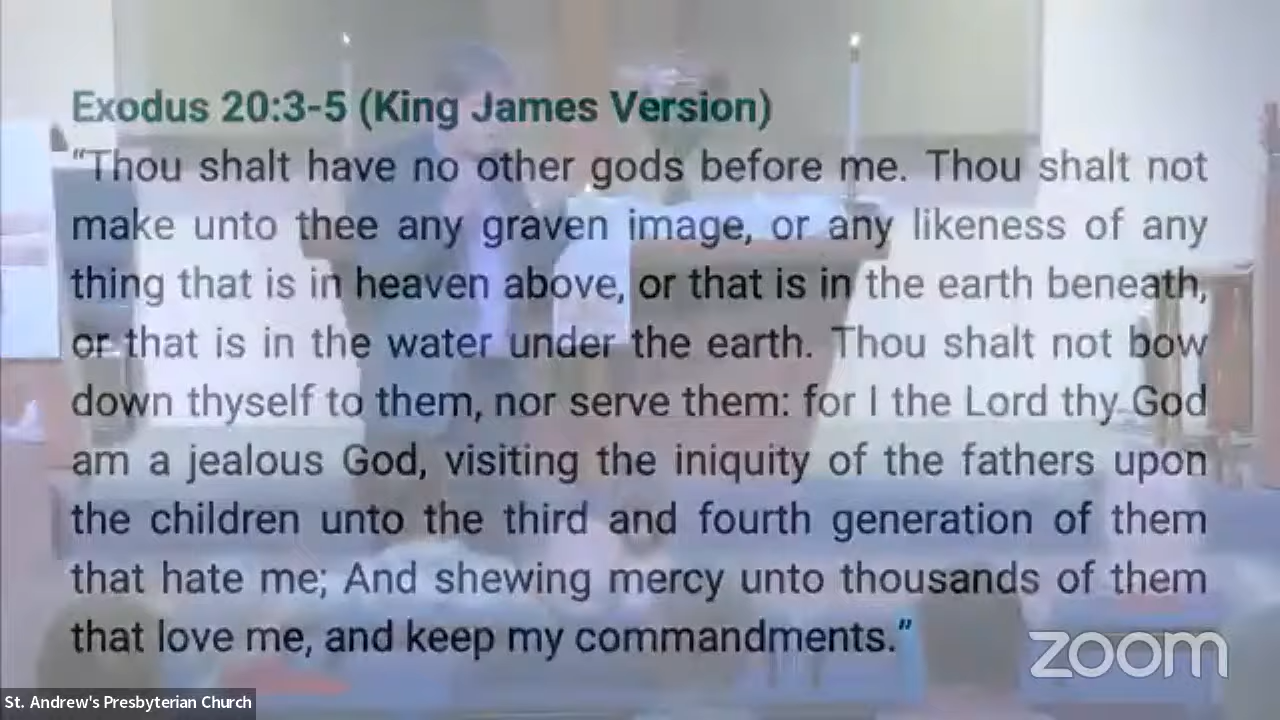 Exodus 20:3-5 (King James Version)
“Thou shalt have no other gods before me. Thou shalt not
make unto thee any graven image, or any likeness of any
thing that is in heaven above, or that is in the earth beneath,
or that is in the water under the earth. Thou shalt not bow
down thyself to them, nor serve them: for I the Lord thy God
am a jealous God, visiting the iniquity of the fathers upon
the children unto the third and fourth generation of them
that hate me; And shewing mercy unto thousands of them
that love me, and keep my commandments.”
zoom
St. Andrew's Presbyterian Church